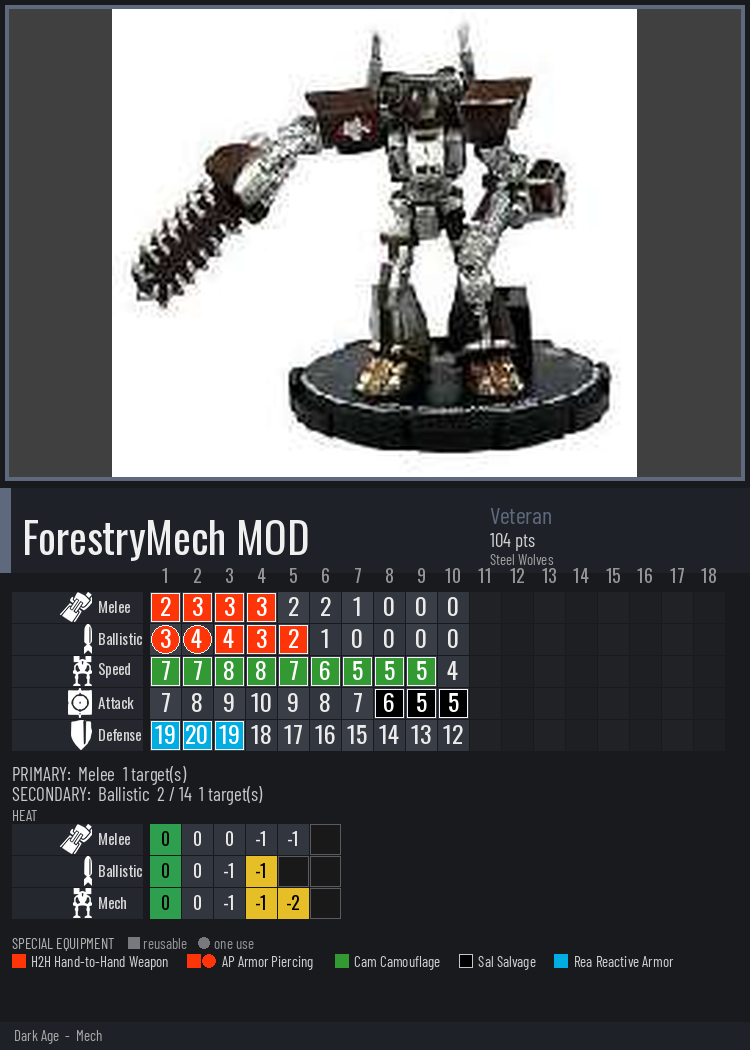 ForestryMech MOD
Veteran
104 pts
Steel Wolves
1 2 3 4 5 6 7 8 9 10 11 12 13 14 15 16 17 18
Melee 2 3 3 3 2 2 1 0 0 0
Ballistic 3 4 4 3 2 1 0 0 0 0
Speed 7 7 8 8 7 6 5 5 5 4
Attack 7 8 9 10 9 8 7 6 5 5
Defense 19 20 19 18 17 16 15 14 13 12
PRIMARY: Melee 1 target(s)
SECONDARY: Ballistic 2 / 14 1 target(s)
HEAT
Melee 0 0 0 -1 -1
Ballistic 0 0 -1 -1
Mech 0 0 -1 -1 -2
SPECIAL EQUIPMENT reusable one use
H2H Hand-to-Hand Weapon AP Armor Piercing Cam Camouflage Sal Salvage Rea Reactive Armor
Dark Age - Mech